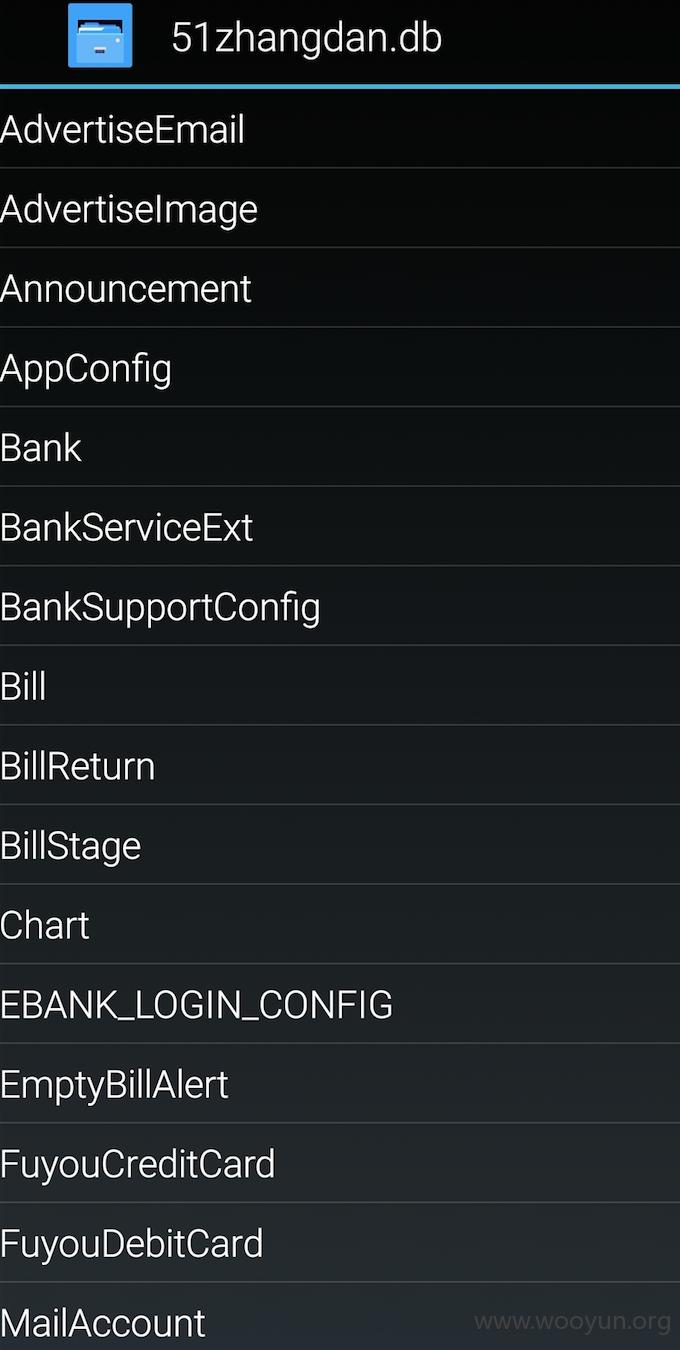 51zhangdan.db
AdvertiseEmail
AdvertiseImage
Announcement
AppConfig
Bank
BankServiceExt
BankSupportConfig
Bill
BillReturn
BillStage
Chart
EBANK_LOGIN_CONFIG
EmptyBillAlert
FuyouCreditCard
FuyouDebitCard
MailAccount
www.wooyun.org